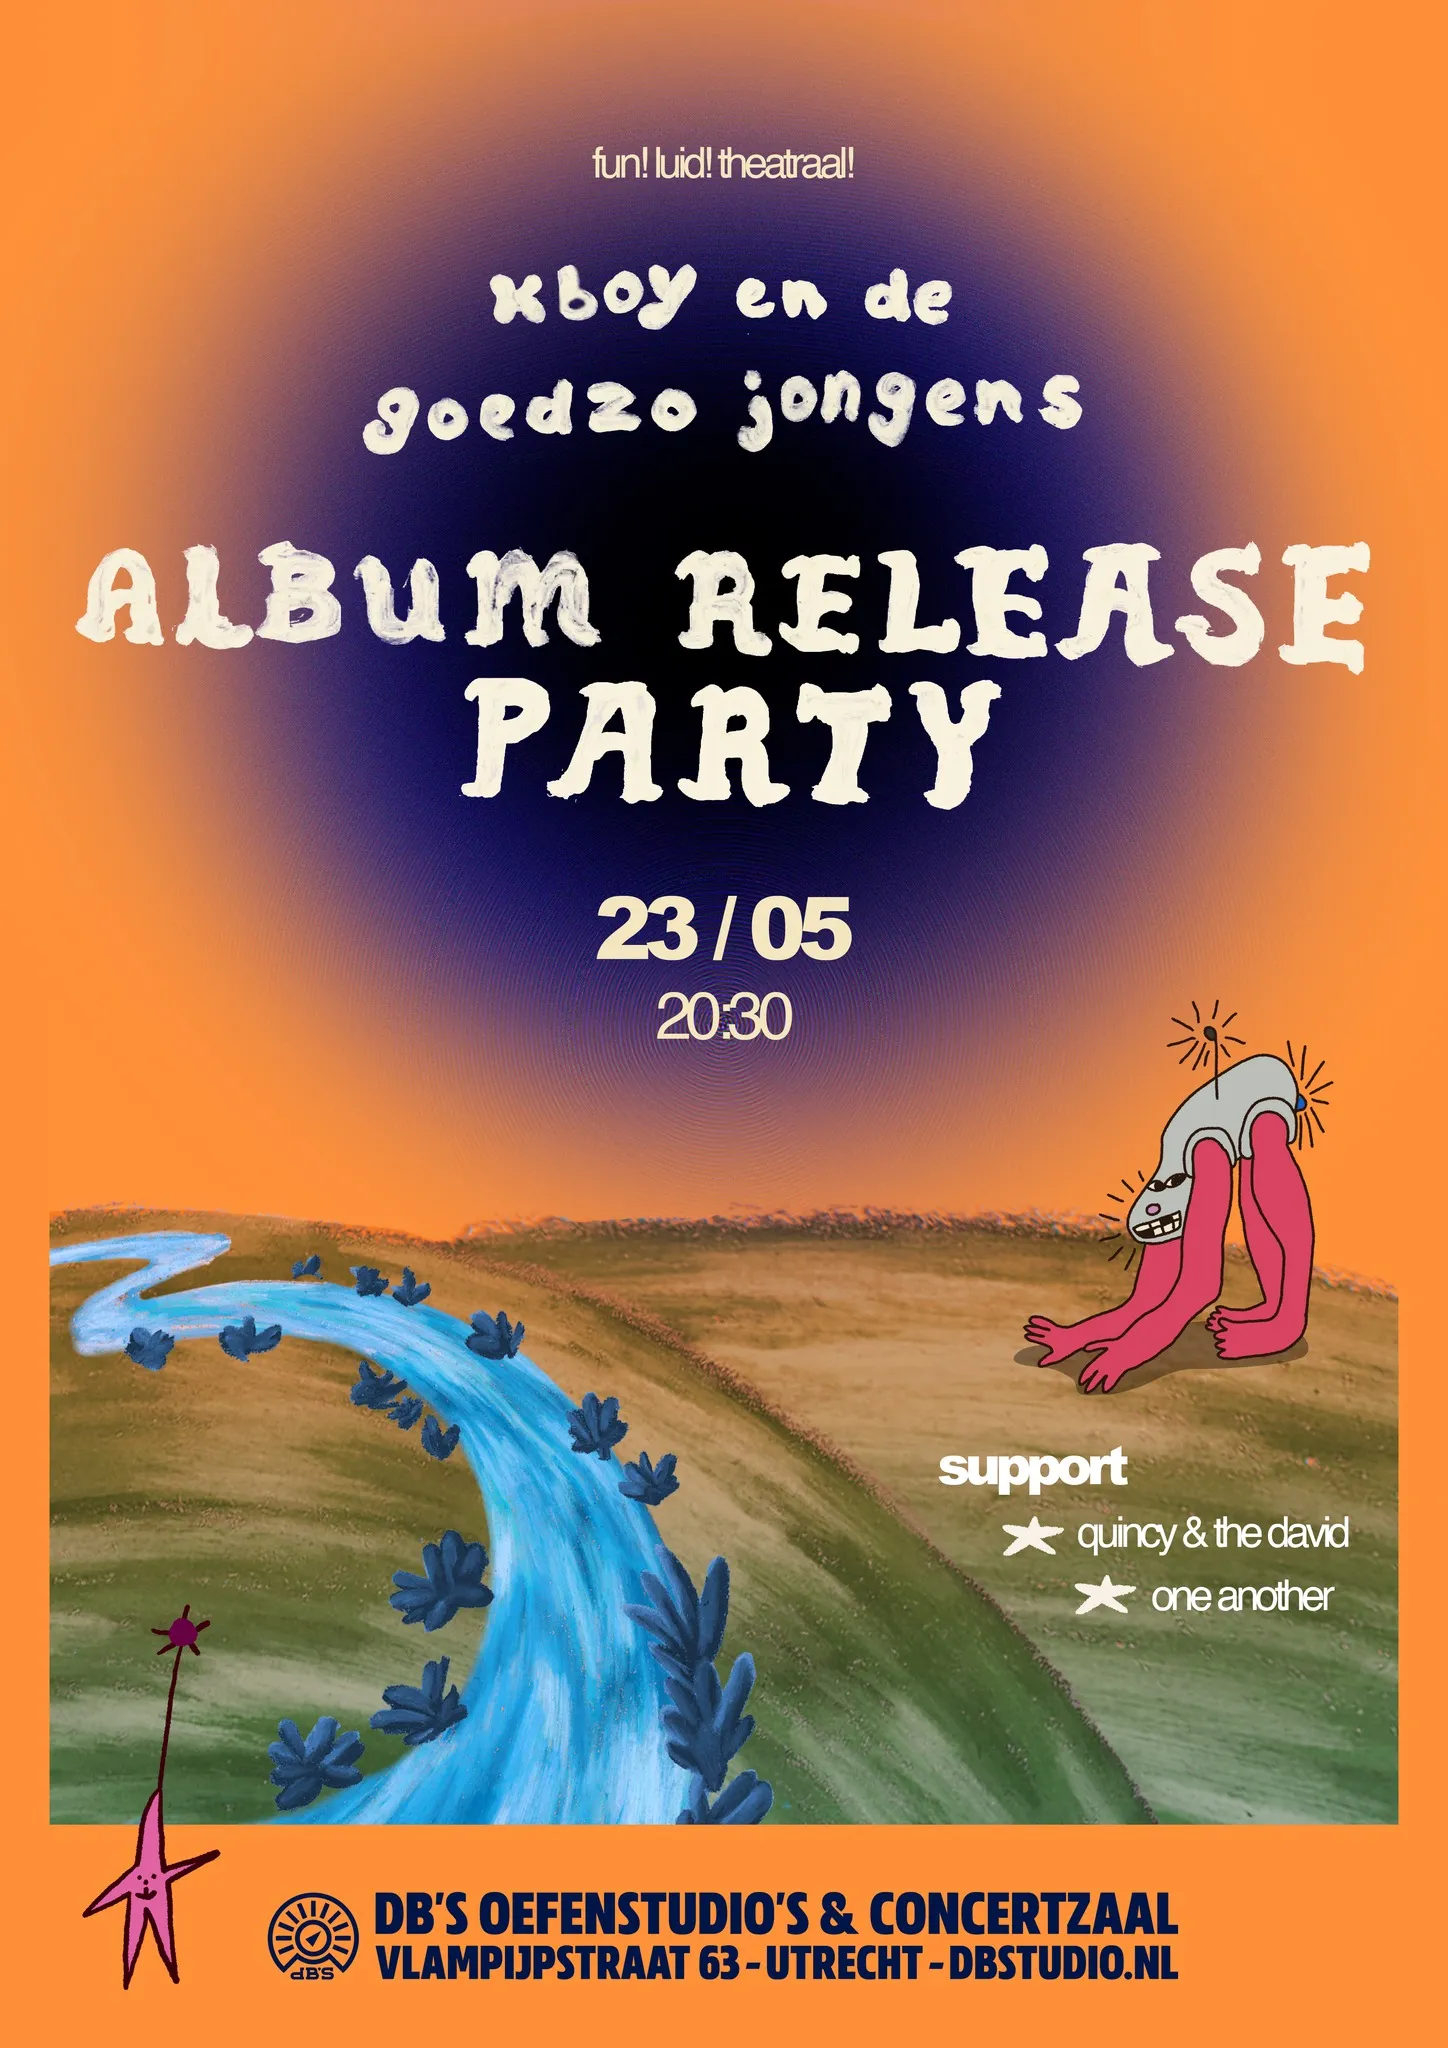 fun! luid! theatraal!
xboy en de
goedzo jongens
ALBUM RELEASE
PARTY
23 / 05
20:30
support
quincy & the david
one another
DB'S OEFENSTUDIO'S & CONCERTZAAL
VLAMPIJPSTRAAT 63 - UTRECHT - DBSTUDIO.NL
dB'S